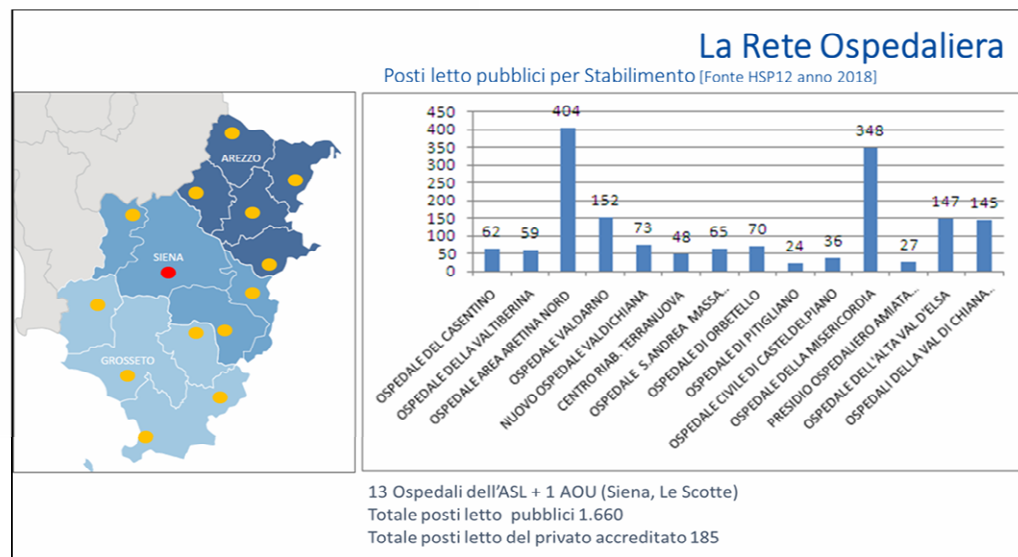 La Rete Ospedaliera
Posti letto pubblici per Stabilimento [Fonte HSP12 anno 2018]
AREZZO
SIENA
GROSSETO
450
400
350
300
250
200
150
100
50
0
62
59
404
152
73
48
65
70
24
36
348
27
147
145
OSPEDALE DEL CASENTINO
OSPEDALE DELLA VALTIBERINA
OSPEDALE AREA ARETINA NORD
OSPEDALE VALDARNO
NUOVO OSPEDALE VALDICHIANA
CENTRO RIAB. TERRANUOVA
OSPEDALE S.ANDREA MASSA..
OSPEDALE DI ORBETELLO
OSPEDALE DI PITIGLIANO
OSPEDALE CIVILE DI CASTELDELPIANO
OSPEDALE DELLA MISERICORDIA
PRESIDIO OSPEDALIERO AMIATA...
OSPEDALE DELL'ALTA VAL D'ELSA
OSPEDALI DELLA VAL DI CHIANA...
13 Ospedali dell'ASL + 1 AOU (Siena, Le Scotte)
Totale posti letto pubblici 1.660
Totale posti letto del privato accreditato 185